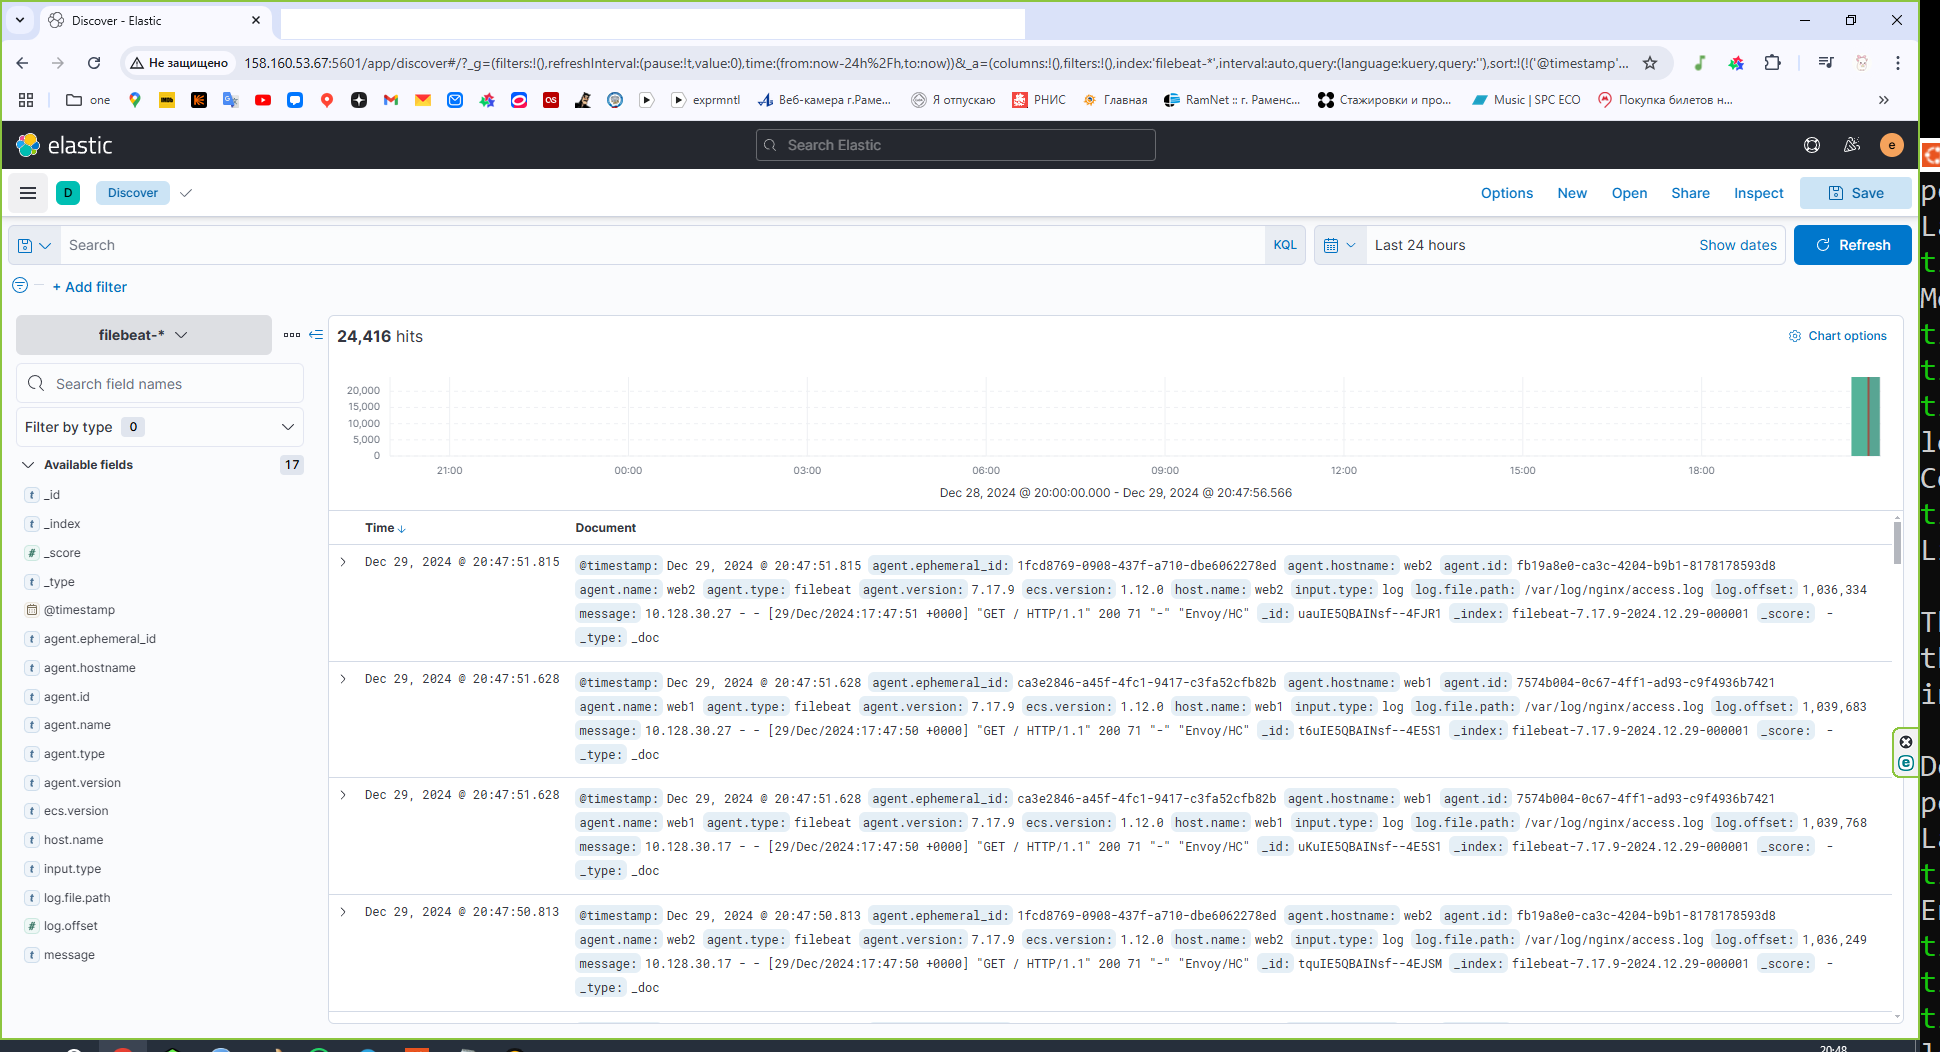 Discover - Elastic
Не защищено 158.160.53.67:5601/app/discover#/?_g=(filters:!(),refreshInterval:(pause:!t,value:0),time:(from:now-24h%2Fh,to:now))&_a=(columns:!(),filters:!(),index:'filebeat-*',interval:auto,query:(language:kuery,query:''),sort:!(!('@timestamp'...
one exprmntl Веб-камера г.Раме... Я отпускаю РНИС Главная RamNet :: г. Раменс... Стажировки и про... Music | SPC ECO Покупка билетов н...
elastic Search Elastic e
D Discover Options New Open Share Inspect Save
Search KQL Last 24 hours Show dates Refresh
+ Add filter
filebeat-*
Search field names
Filter by type 0
Available fields 17
t _id
t _index
# _score
t _type
@timestamp
t agent.ephemeral_id
t agent.hostname
t agent.id
t agent.name
t agent.type
t agent.version
t ecs.version
t host.name
t input.type
t log.file.path
# log.offset
t message
24,416 hits Chart options
20,000
15,000
10,000
5,000
0
21:00 00:00 03:00 06:00 09:00 12:00 15:00 18:00
Dec 28, 2024 @ 20:00:00.000 - Dec 29, 2024 @ 20:47:56.566
Time Document
Dec 29, 2024 @ 20:47:51.815 @timestamp: Dec 29, 2024 @ 20:47:51.815 agent.ephemeral_id: 1fcd8769-0908-437f-a710-dbe6062278ed agent.hostname: web2 agent.id: fb19a8e0-ca3c-4204-b9b1-8178178593d8
agent.name: web2 agent.type: filebeat agent.version: 7.17.9 ecs.version: 1.12.0 host.name: web2 input.type: log log.file.path: /var/log/nginx/access.log log.offset: 1,036,334
message: 10.128.30.27 - - [29/Dec/2024:17:47:51 +0000] "GET / HTTP/1.1" 200 71 "-" "Envoy/HC" _id: uauIE5QBAINsf--4FJR1 _index: filebeat-7.17.9-2024.12.29-000001 _score: -
_type: _doc
Dec 29, 2024 @ 20:47:51.628 @timestamp: Dec 29, 2024 @ 20:47:51.628 agent.ephemeral_id: ca3e2846-a45f-4fc1-9417-c3fa52cfb82b agent.hostname: web1 agent.id: 7574b004-0c67-4ff1-ad93-c9f4936b7421
agent.name: web1 agent.type: filebeat agent.version: 7.17.9 ecs.version: 1.12.0 host.name: web1 input.type: log log.file.path: /var/log/nginx/access.log log.offset: 1,039,683
message: 10.128.30.27 - - [29/Dec/2024:17:47:50 +0000] "GET / HTTP/1.1" 200 71 "-" "Envoy/HC" _id: t6uIE5QBAINsf--4E5S1 _index: filebeat-7.17.9-2024.12.29-000001 _score: -
_type: _doc
Dec 29, 2024 @ 20:47:51.628 @timestamp: Dec 29, 2024 @ 20:47:51.628 agent.ephemeral_id: ca3e2846-a45f-4fc1-9417-c3fa52cfb82b agent.hostname: web1 agent.id: 7574b004-0c67-4ff1-ad93-c9f4936b7421
agent.name: web1 agent.type: filebeat agent.version: 7.17.9 ecs.version: 1.12.0 host.name: web1 input.type: log log.file.path: /var/log/nginx/access.log log.offset: 1,039,768
message: 10.128.30.17 - - [29/Dec/2024:17:47:50 +0000] "GET / HTTP/1.1" 200 71 "-" "Envoy/HC" _id: uKuIE5QBAINsf--4E5S1 _index: filebeat-7.17.9-2024.12.29-000001 _score: -
_type: _doc
Dec 29, 2024 @ 20:47:50.813 @timestamp: Dec 29, 2024 @ 20:47:50.813 agent.ephemeral_id: 1fcd8769-0908-437f-a710-dbe6062278ed agent.hostname: web2 agent.id: fb19a8e0-ca3c-4204-b9b1-8178178593d8
agent.name: web2 agent.type: filebeat agent.version: 7.17.9 ecs.version: 1.12.0 host.name: web2 input.type: log log.file.path: /var/log/nginx/access.log log.offset: 1,036,249
message: 10.128.30.17 - - [29/Dec/2024:17:47:50 +0000] "GET / HTTP/1.1" 200 71 "-" "Envoy/HC" _id: tquIE5QBAINsf--4EJSM _index: filebeat-7.17.9-2024.12.29-000001 _score: -
_type: _doc
20:48